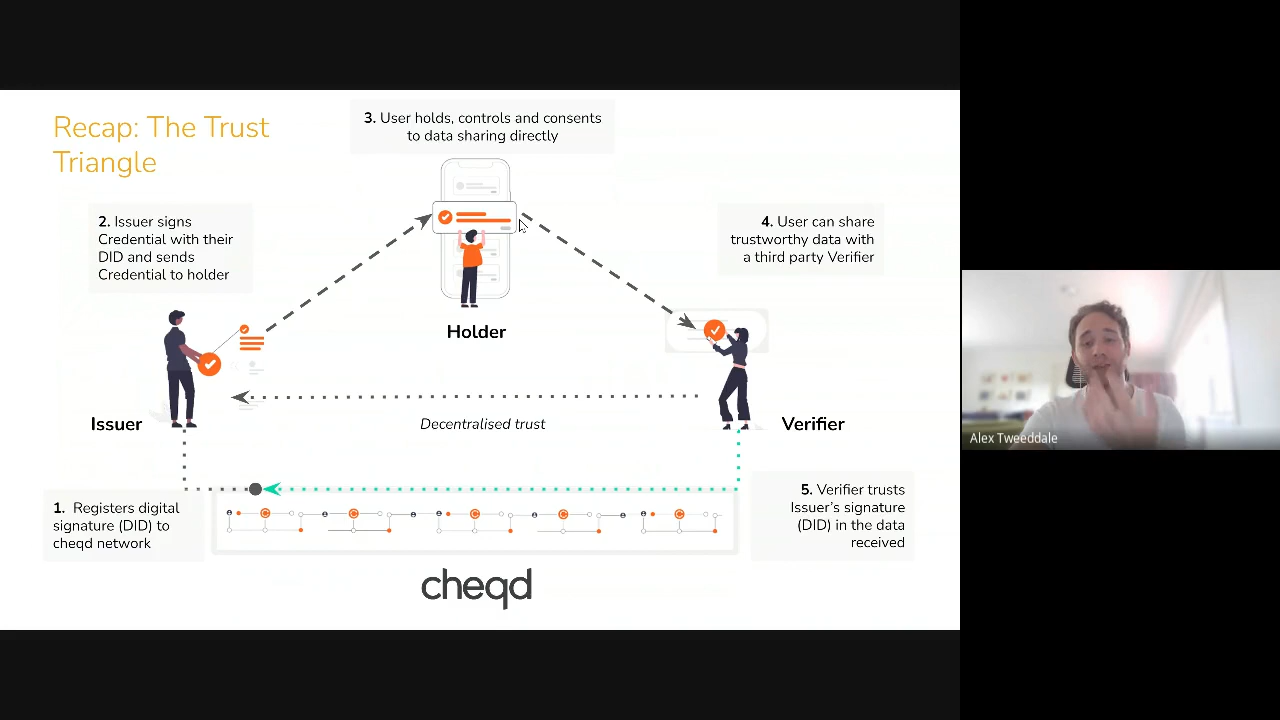 Recap: The Trust
Triangle
3. User holds, controls and consents
to data sharing directly
2. Issuer signs
Credential with their
DID and sends
Credential to holder
4. User can share
trustworthy data with
a third party Verifier
Holder
Issuer
Decentralised trust
Verifier
1. Registers digital
signature (DID) to
cheqd network
5. Verifier trusts
Issuer's signature
(DID) in the data
received
cheqd
Alex Tweeddale